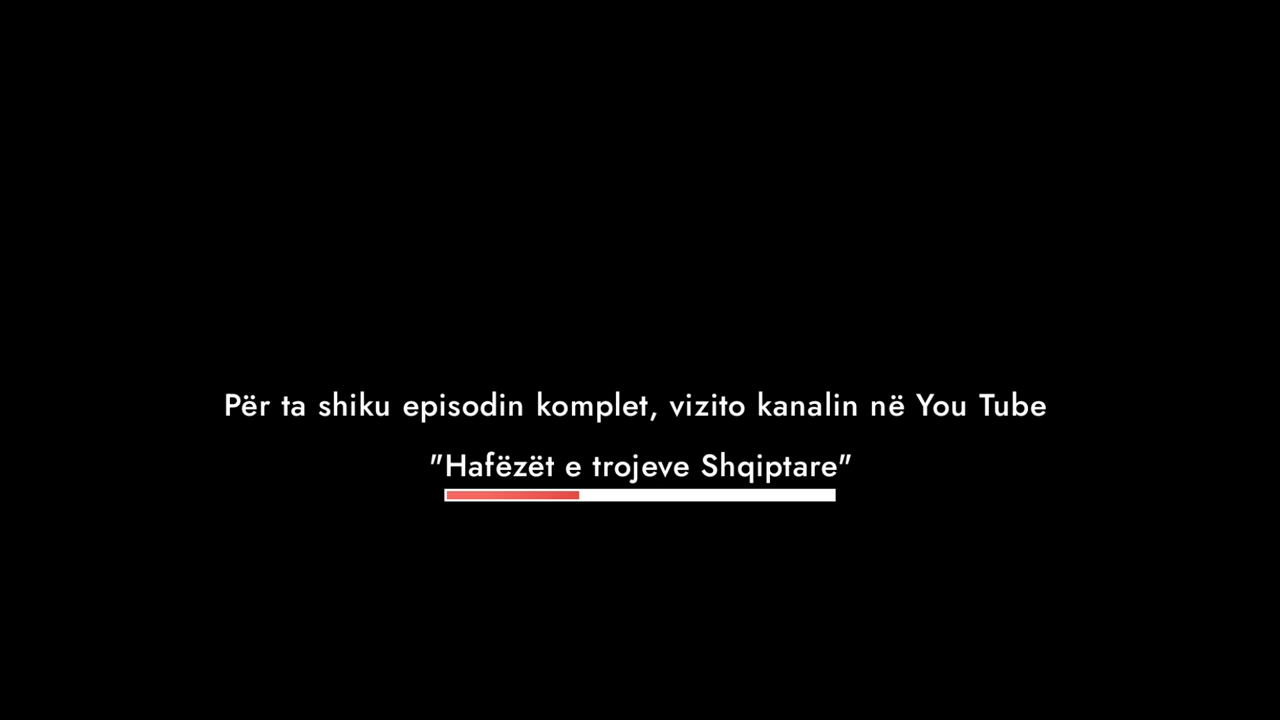 Për ta shiku episodin komplet, vizito kanalin në You Tube
"Hafëzët e trojeve Shqiptare"